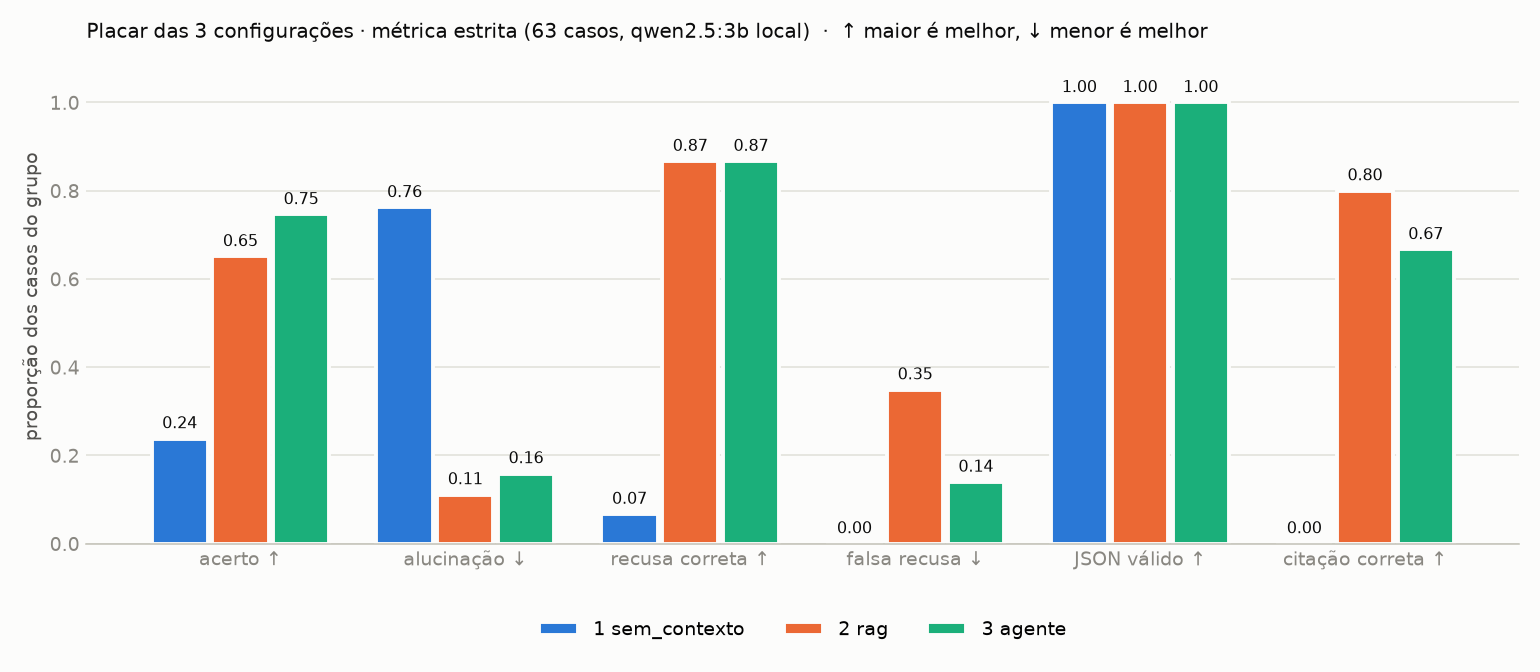 Placar das 3 configurações · métrica estrita (63 casos, qwen2.5:3b local)  ·  ↑ maior é melhor, ↓ menor é melhor
proporção dos casos do grupo
1.0
0.8
0.6
0.4
0.2
0.0
0.24
0.65
0.75
0.76
0.11
0.16
0.07
0.87
0.87
0.00
0.35
0.14
1.00
1.00
1.00
0.00
0.80
0.67
acerto ↑
alucinação ↓
recusa correta ↑
falsa recusa ↓
JSON válido ↑
citação correta ↑
1 sem_contexto
2 rag
3 agente